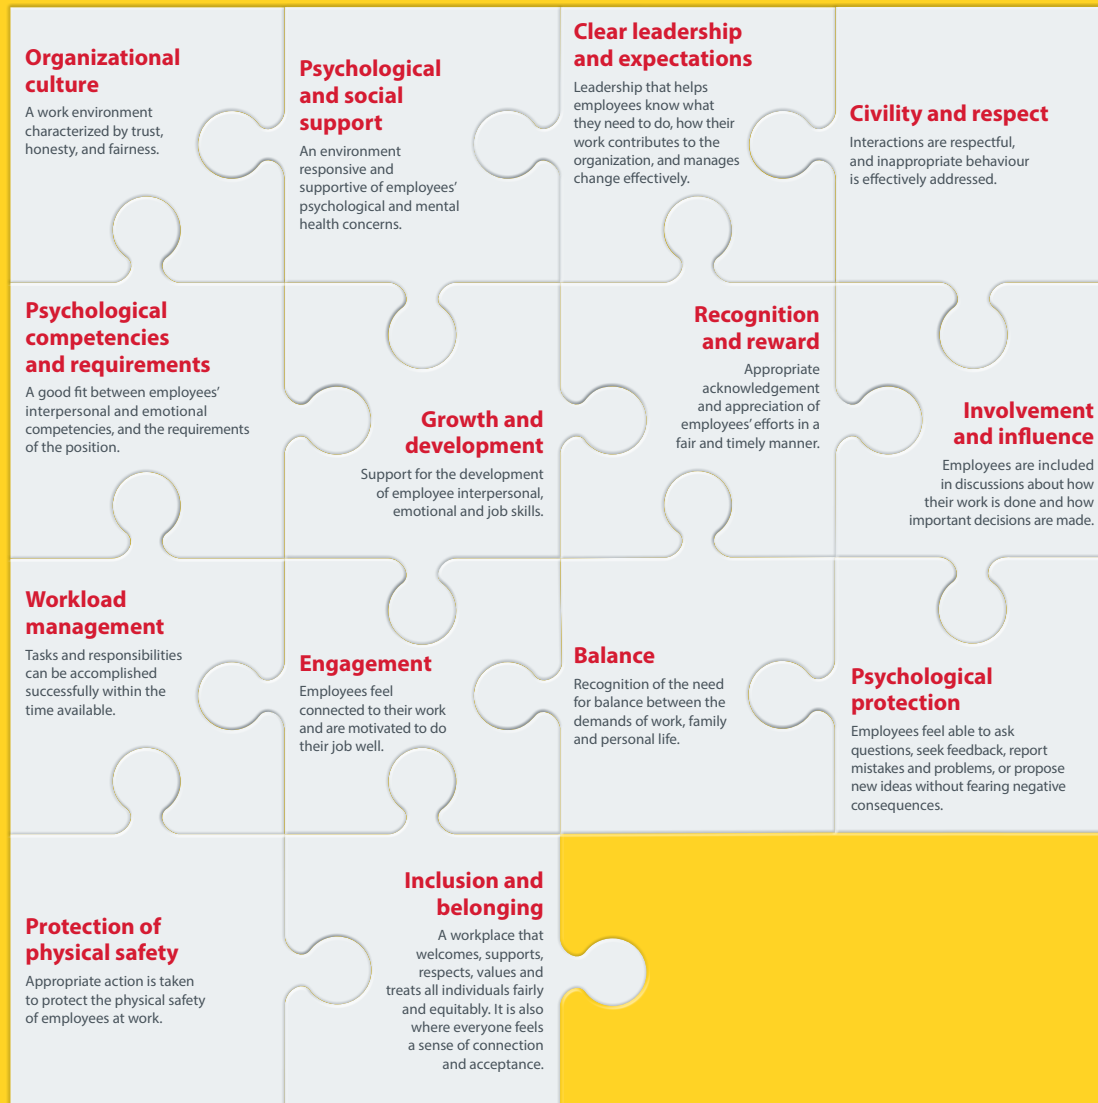 Organizational
culture
A work environment
characterized by trust,
honesty, and fairness.
Psychological
and social
support
An environment
responsive and
supportive of employees’
psychological and mental
health concerns.
Clear leadership
and expectations
Leadership that helps
employees know what
they need to do, how their
work contributes to the
organization, and manages
change effectively.
Civility and respect
Interactions are respectful,
and inappropriate behaviour
is effectively addressed.
Psychological
competencies
and requirements
A good fit between employees’
interpersonal and emotional
competencies, and the requirements
of the position.
Growth and
development
Support for the development
of employee interpersonal,
emotional and job skills.
Recognition
and reward
Appropriate
acknowledgement
and appreciation of
employees’ efforts in a
fair and timely manner.
Involvement
and influence
Employees are included
in discussions about how
their work is done and how
important decisions are made.
Workload
management
Tasks and responsibilities
can be accomplished
successfully within the
time available.
Engagement
Employees feel
connected to their work
and are motivated to do
their job well.
Balance
Recognition of the need
for balance between the
demands of work, family
and personal life.
Psychological
protection
Employees feel able to ask
questions, seek feedback, report
mistakes and problems, or propose
new ideas without fearing negative
consequences.
Protection of
physical safety
Appropriate action is taken
to protect the physical safety
of employees at work.
Inclusion and
belonging
A workplace that
welcomes, supports,
respects, values and
treats all individuals fairly
and equitably. It is also
where everyone feels
a sense of connection
and acceptance.